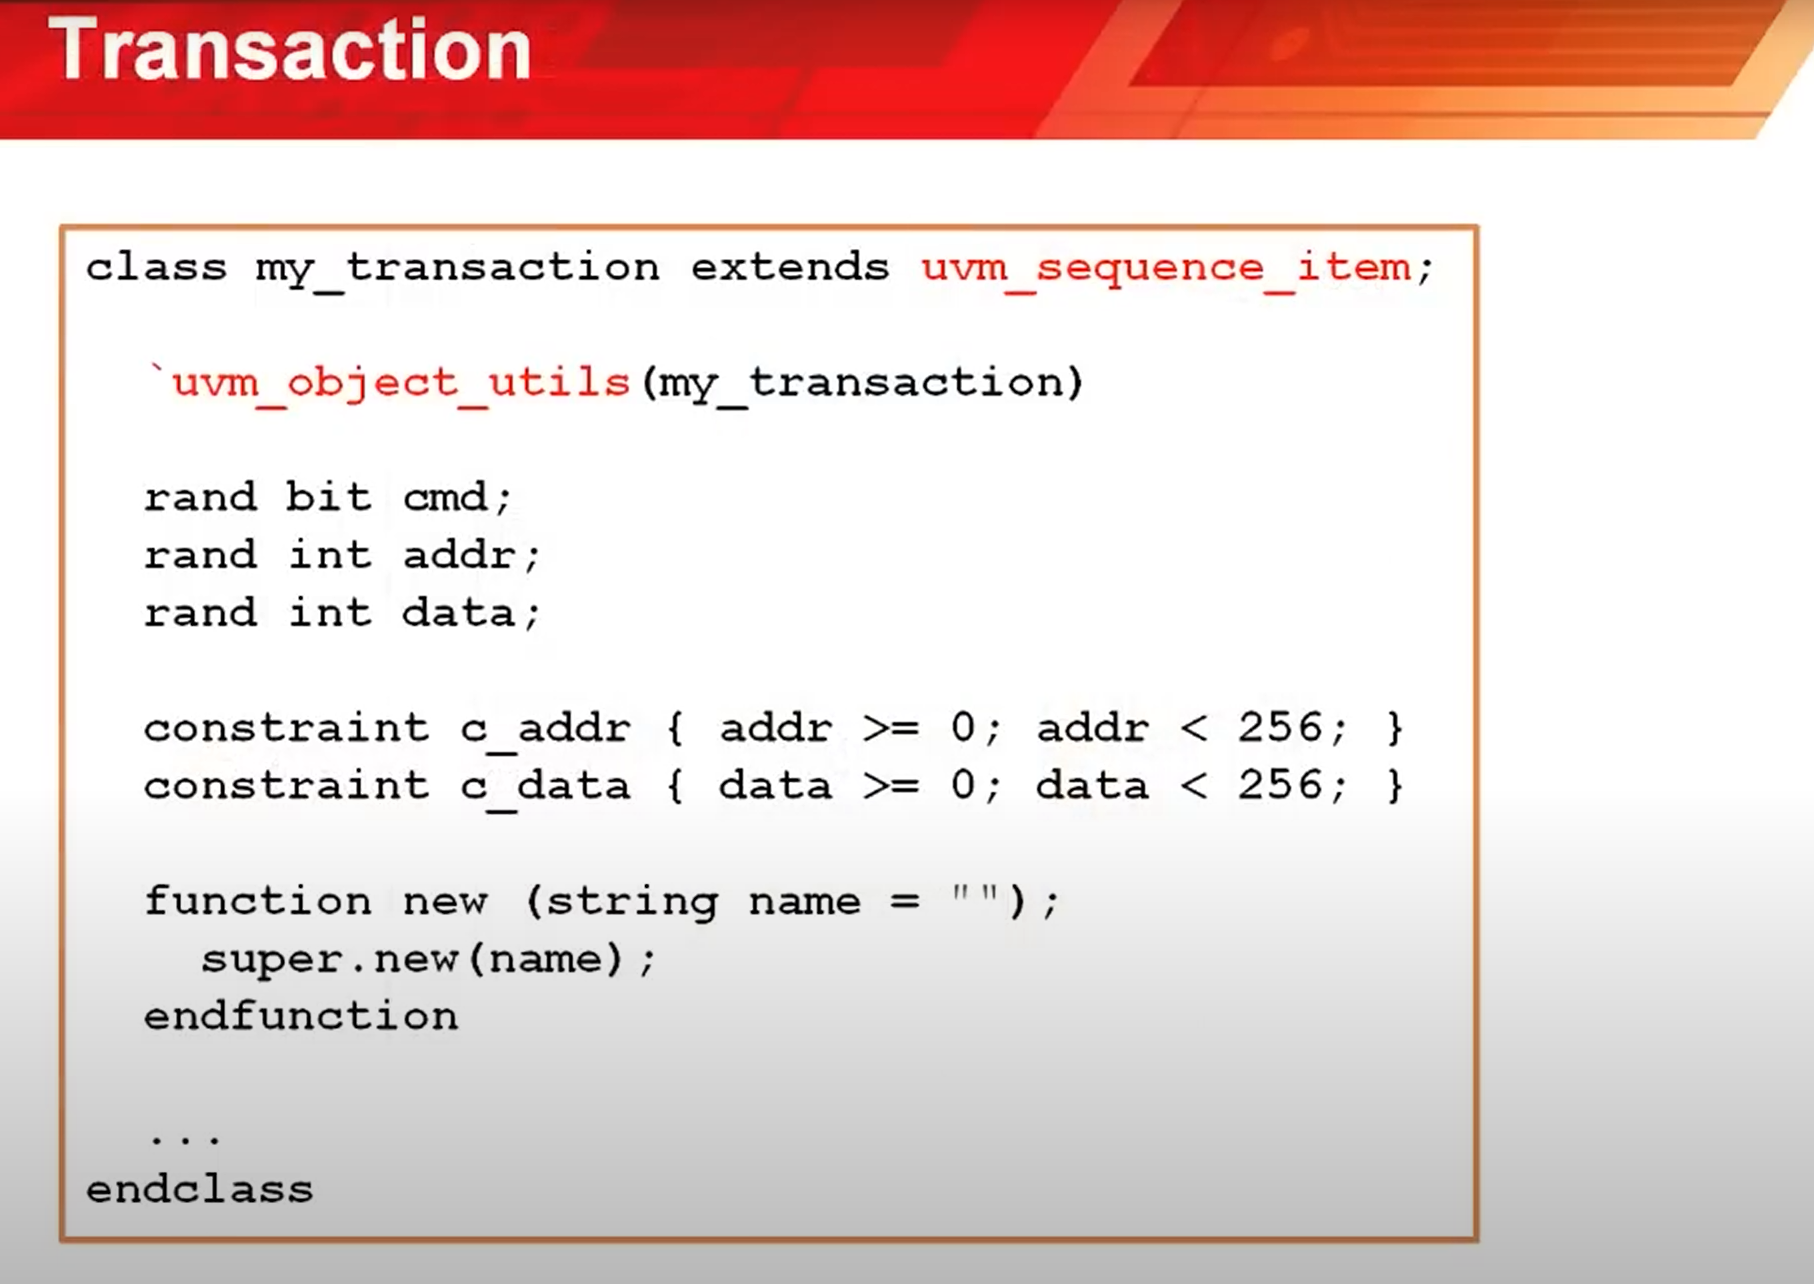 Transaction
class my_transaction extends uvm_sequence_item;
`uvm_object_utils(my_transaction)
rand bit cmd;
rand int addr;
rand int data;
constraint c_addr { addr >= 0; addr < 256; }
constraint c_data { data >= 0; data < 256; }
function new (string name = "");
super.new(name);
endfunction
...
endclass